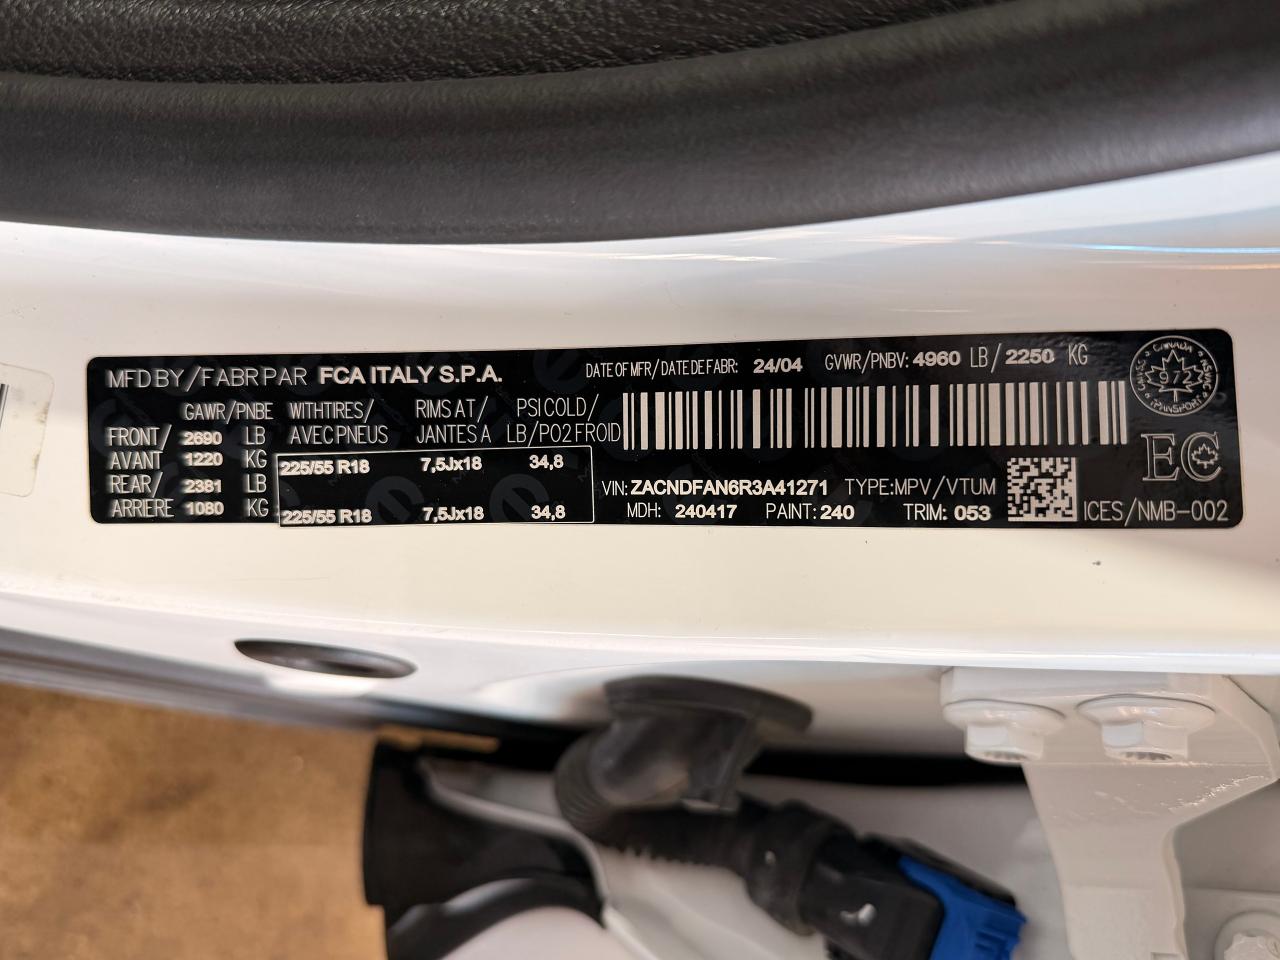 MFD BY/FABR PAR FCA ITALY S.P.A. DATE OF MFR/DATE DE FABR: 24/04 GVWR/PNBV: 4960 LB/2250 KG
GAWR/PNBE WITH TIRES/ RIMS AT/ PSI COLD/
AVEC PNEUS JANTES A LB/PO2 FROID
FRONT/ 2690 LB
AVANT 1220 KG 225/55 R18 7,5Jx18 34,8
REAR/ 2381 LB
ARRIERE 1080 KG 225/55 R18 7,5Jx18 34,8
VIN: ZACNDFAN6R3A41271 TYPE:MPV/VTUM
MDH: 240417 PAINT: 240 TRIM: 053
CANADA
TRANSPORT
EC
ICES/NMB-002